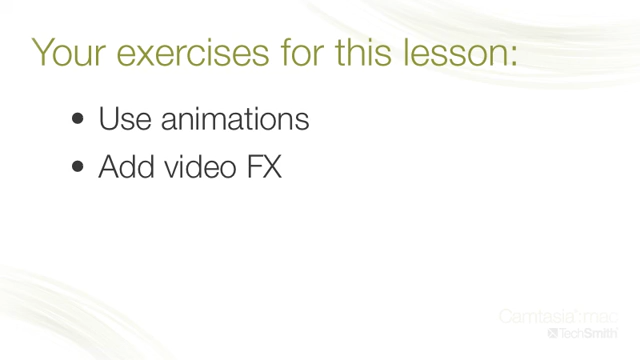 Your exercises for this lesson:
• Use animations
• Add video FX
Camtasia®:mac
TechSmith®